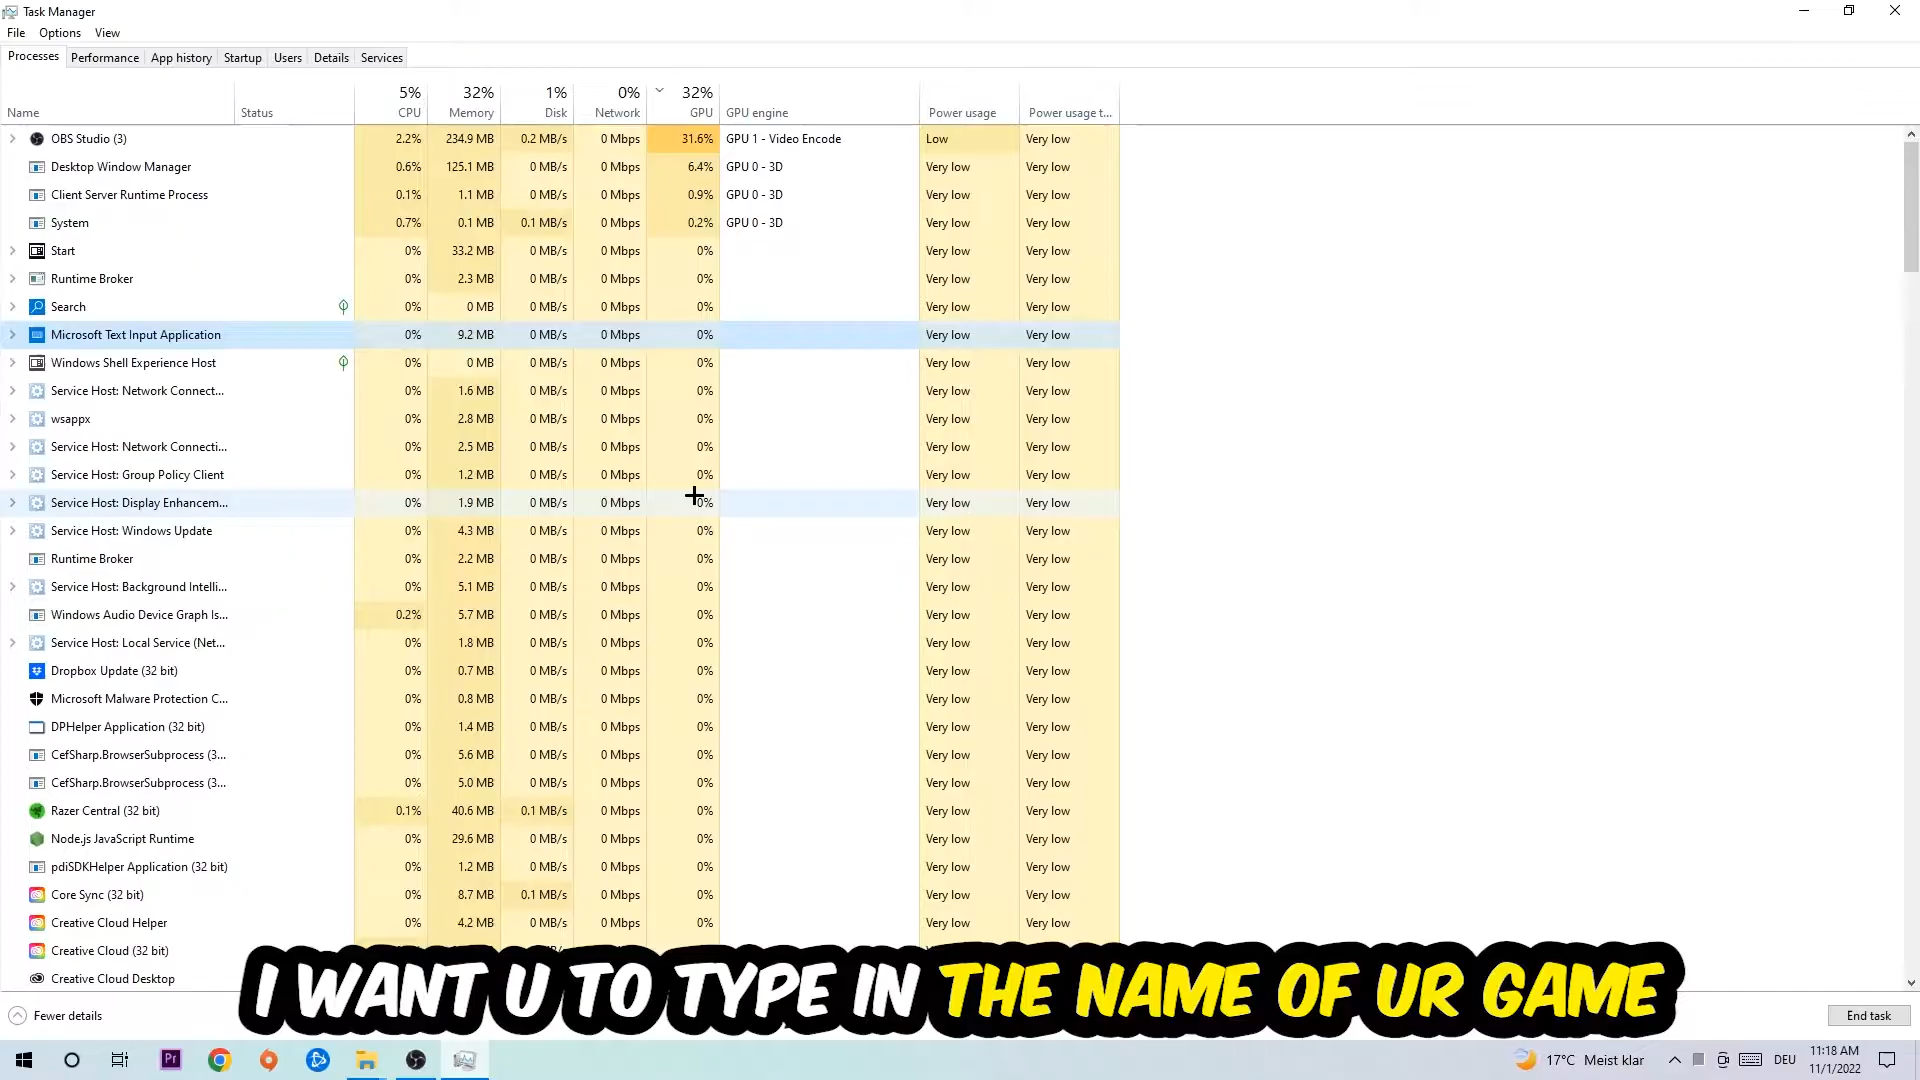 Task Manager
File Options View
Processes Performance App history Startup Users Details Services
5% 32% 1% 0% 32%
Name Status CPU Memory Disk Network GPU GPU engine Power usage Power usage t...
OBS Studio (3) 2.2% 234.9 MB 0.2 MB/s 0 Mbps 31.6% GPU 1 - Video Encode Low Very low
Desktop Window Manager 0.6% 125.1 MB 0 MB/s 0 Mbps 6.4% GPU 0 - 3D Very low Very low
Client Server Runtime Process 0.1% 1.1 MB 0 MB/s 0 Mbps 0.9% GPU 0 - 3D Very low Very low
System 0.7% 0.1 MB 0.1 MB/s 0 Mbps 0.2% GPU 0 - 3D Very low Very low
Start 0% 33.2 MB 0 MB/s 0 Mbps 0% Very low Very low
Runtime Broker 0% 2.3 MB 0 MB/s 0 Mbps 0% Very low Very low
Search 0% 0 MB 0 MB/s 0 Mbps 0% Very low Very low
Microsoft Text Input Application 0% 9.2 MB 0 MB/s 0 Mbps 0% Very low Very low
Windows Shell Experience Host 0% 0 MB 0 MB/s 0 Mbps 0% Very low Very low
Service Host: Network Connect... 0% 1.6 MB 0 MB/s 0 Mbps 0% Very low Very low
wsappx 0% 2.8 MB 0 MB/s 0 Mbps 0% Very low Very low
Service Host: Network Connecti... 0% 2.5 MB 0 MB/s 0 Mbps 0% Very low Very low
Service Host: Group Policy Client 0% 1.2 MB 0 MB/s 0 Mbps 0% Very low Very low
Service Host: Display Enhancem... 0% 1.9 MB 0 MB/s 0 Mbps 0% Very low Very low
Service Host: Windows Update 0% 4.3 MB 0 MB/s 0 Mbps 0% Very low Very low
Runtime Broker 0% 2.2 MB 0 MB/s 0 Mbps 0% Very low Very low
Service Host: Background Intelli... 0% 5.1 MB 0 MB/s 0 Mbps 0% Very low Very low
Windows Audio Device Graph Is... 0.2% 5.7 MB 0 MB/s 0 Mbps 0% Very low Very low
Service Host: Local Service (Net... 0% 1.8 MB 0 MB/s 0 Mbps 0% Very low Very low
Dropbox Update (32 bit) 0% 0.7 MB 0 MB/s 0 Mbps 0% Very low Very low
Microsoft Malware Protection C... 0% 0.8 MB 0 MB/s 0 Mbps 0% Very low Very low
DPHelper Application (32 bit) 0% 1.4 MB 0 MB/s 0 Mbps 0% Very low Very low
CefSharp.BrowserSubprocess (3... 0% 5.6 MB 0 MB/s 0 Mbps 0% Very low Very low
CefSharp.BrowserSubprocess (3... 0% 5.0 MB 0 MB/s 0 Mbps 0% Very low Very low
Razer Central (32 bit) 0.1% 40.6 MB 0.1 MB/s 0 Mbps 0% Very low Very low
Node.js JavaScript Runtime 0% 29.6 MB 0 MB/s 0 Mbps 0% Very low Very low
pdiSDKHelper Application (32 bit) 0% 1.2 MB 0 MB/s 0 Mbps 0% Very low Very low
Core Sync (32 bit) 0% 8.7 MB 0.1 MB/s 0 Mbps 0% Very low Very low
Creative Cloud Helper 0% 4.2 MB 0 MB/s 0 Mbps 0% Very low Very low
Creative Cloud (32 bit)
Creative Cloud Desktop
I WANT U TO TYPE IN THE NAME OF UR GAME
Fewer details End task
Pr 17°C Meist klar DEU 11:18 AM
11/1/2022